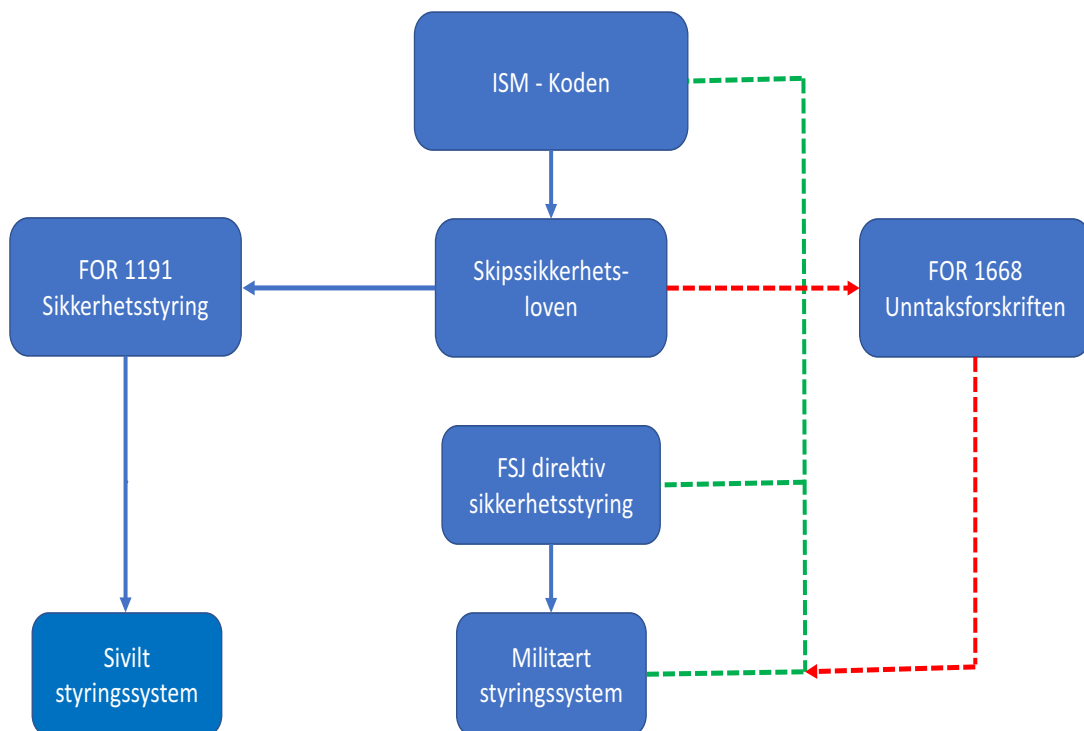 ISM - Koden
FOR 1191
Sikkerhetsstyring
Skipssikkerhets-
loven
FOR 1668
Unntaksforskriften
FSJ direktiv
sikkerhetsstyring
Sivilt
styringssystem
Militært
styringssystem